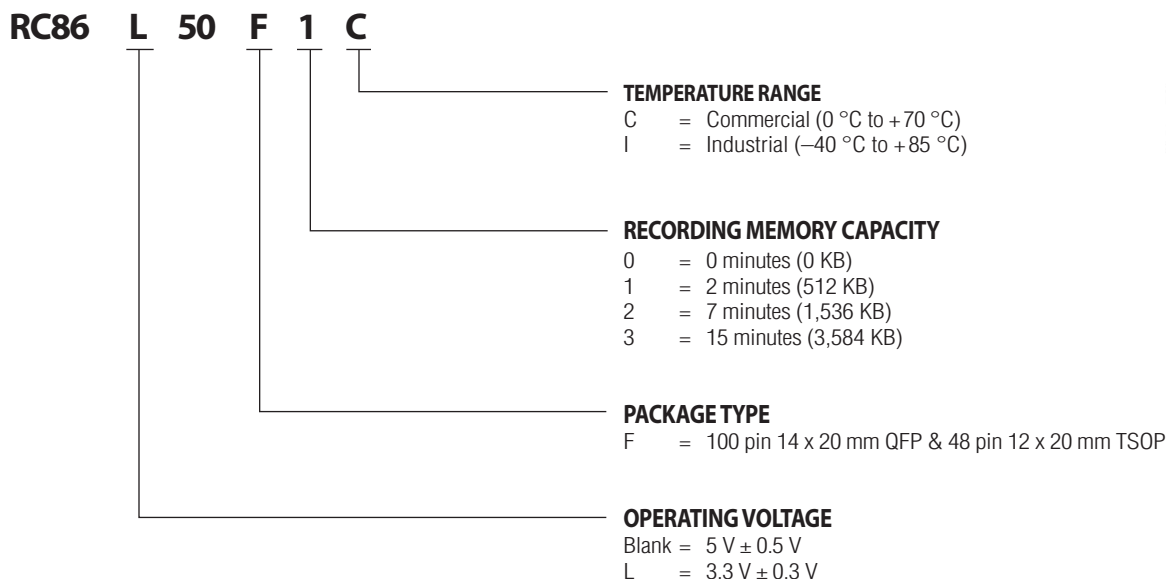 RC86 L 50 F 1 C
TEMPERATURE RANGE
C = Commercial (0 °C to +70 °C)
I = Industrial (–40 °C to +85 °C)
RECORDING MEMORY CAPACITY
0 = 0 minutes (0 KB)
1 = 2 minutes (512 KB)
2 = 7 minutes (1,536 KB)
3 = 15 minutes (3,584 KB)
PACKAGE TYPE
F = 100 pin 14 x 20 mm QFP & 48 pin 12 x 20 mm TSOP
OPERATING VOLTAGE
Blank = 5 V ± 0.5 V
L = 3.3 V ± 0.3 V